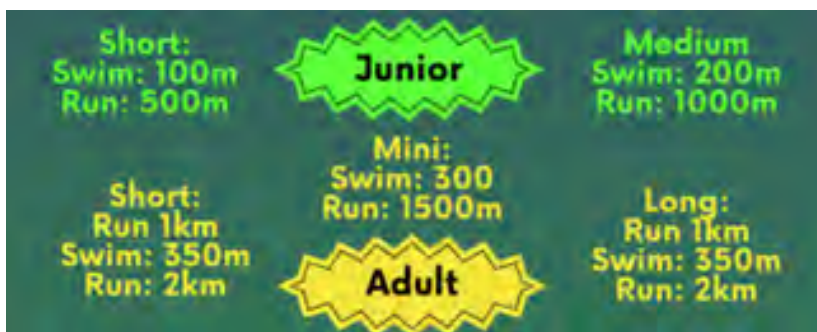 Short:
Swim: 100m
Run: 500m
Junior
Medium
Swim: 200m
Run: 1000m
Mini:
Swim: 300
Run: 1500m
Short:
Run 1km
Swim: 350m
Run: 2km
Adult
Long:
Run 1km
Swim: 350m
Run: 2km